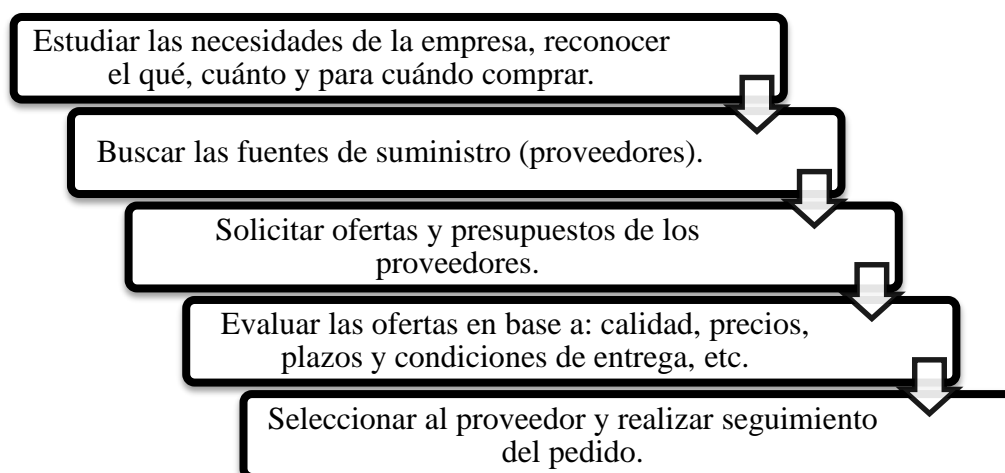 Estudiar las necesidades de la empresa, reconocer
el qué, cuánto y para cuándo comprar.
Buscar las fuentes de suministro (proveedores).
Solicitar ofertas y presupuestos de los
proveedores.
Evaluar las ofertas en base a: calidad, precios,
plazos y condiciones de entrega, etc.
Seleccionar al proveedor y realizar seguimiento
del pedido.